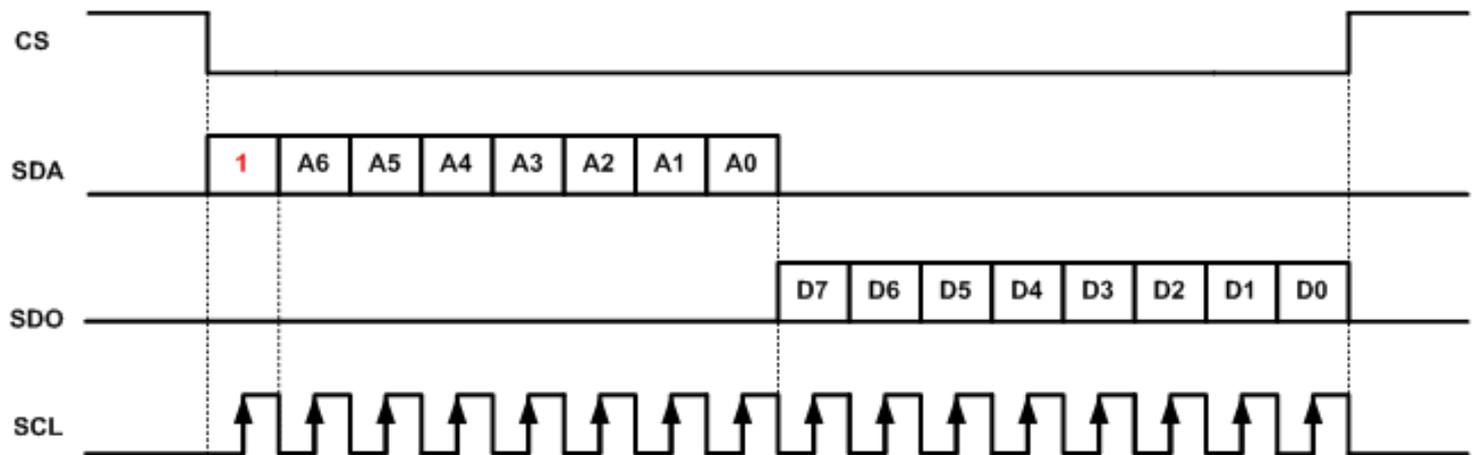 CS
SDA 1 A6 A5 A4 A3 A2 A1 A0
SDO D7 D6 D5 D4 D3 D2 D1 D0
SCL